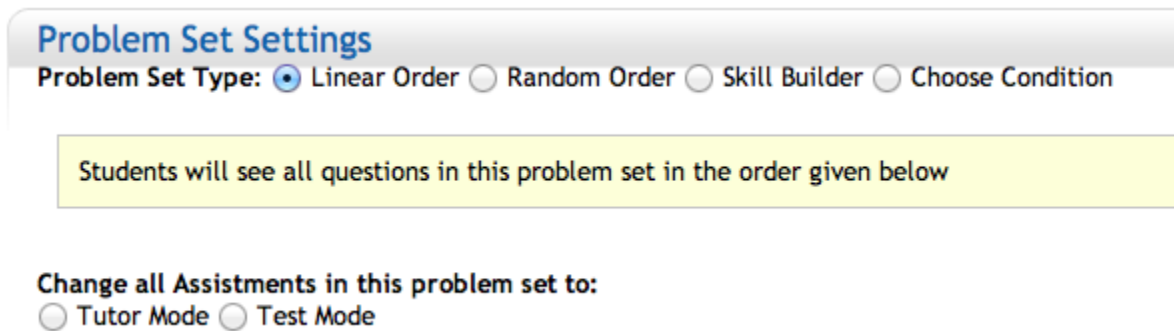 Problem Set Settings
Problem Set Type: Linear Order Random Order Skill Builder Choose Condition
Students will see all questions in this problem set in the order given below
Change all Assistments in this problem set to:
Tutor Mode Test Mode